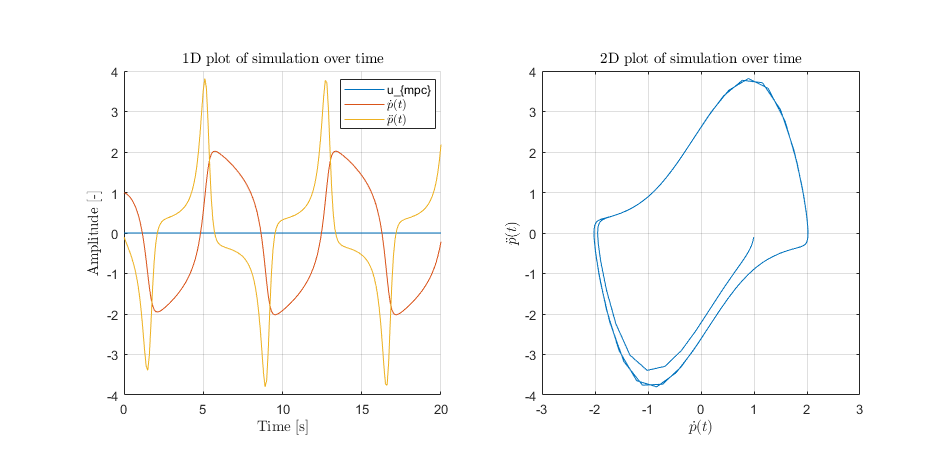 1D plot of simulation over time
4
3
2
1
0
-1
-2
-3
-4
0 5 10 15 20
Amplitude [-]
Time [s]
u_{mpc}
ṗ(t)
p̈(t)
2D plot of simulation over time
4
3
2
1
0
-1
-2
-3
-4
-3 -2 -1 0 1 2 3
p̈(t)
ṗ(t)